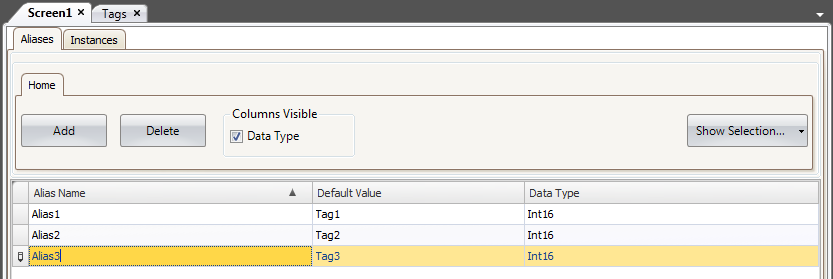 Screen1 × Tags ×
Aliases Instances
Home
Add Delete Columns Visible
Data Type
Show Selection...
Alias Name Default Value Data Type
Alias1 Tag1 Int16
Alias2 Tag2 Int16
Alias3 Tag3 Int16